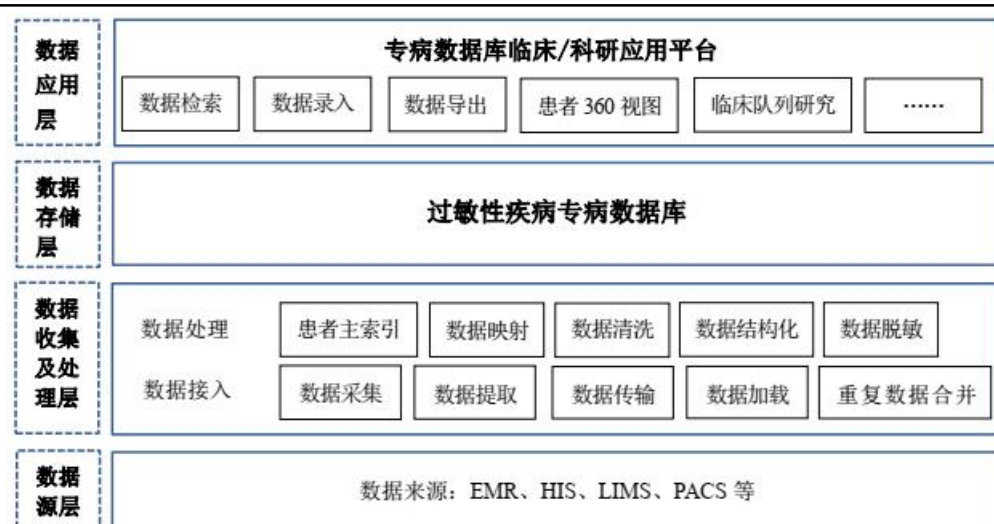 数据
应用
层
专病数据库临床/科研应用平台
数据检索 数据录入 数据导出 患者 360 视图 临床队列研究 ……
数据
存储
层
过敏性疾病专病数据库
数据
收集
及处
理层
数据处理 患者主索引 数据映射 数据清洗 数据结构化 数据脱敏
数据接入 数据采集 数据提取 数据传输 数据加载 重复数据合并
数据
源层
数据来源：EMR、HIS、LIMS、PACS 等